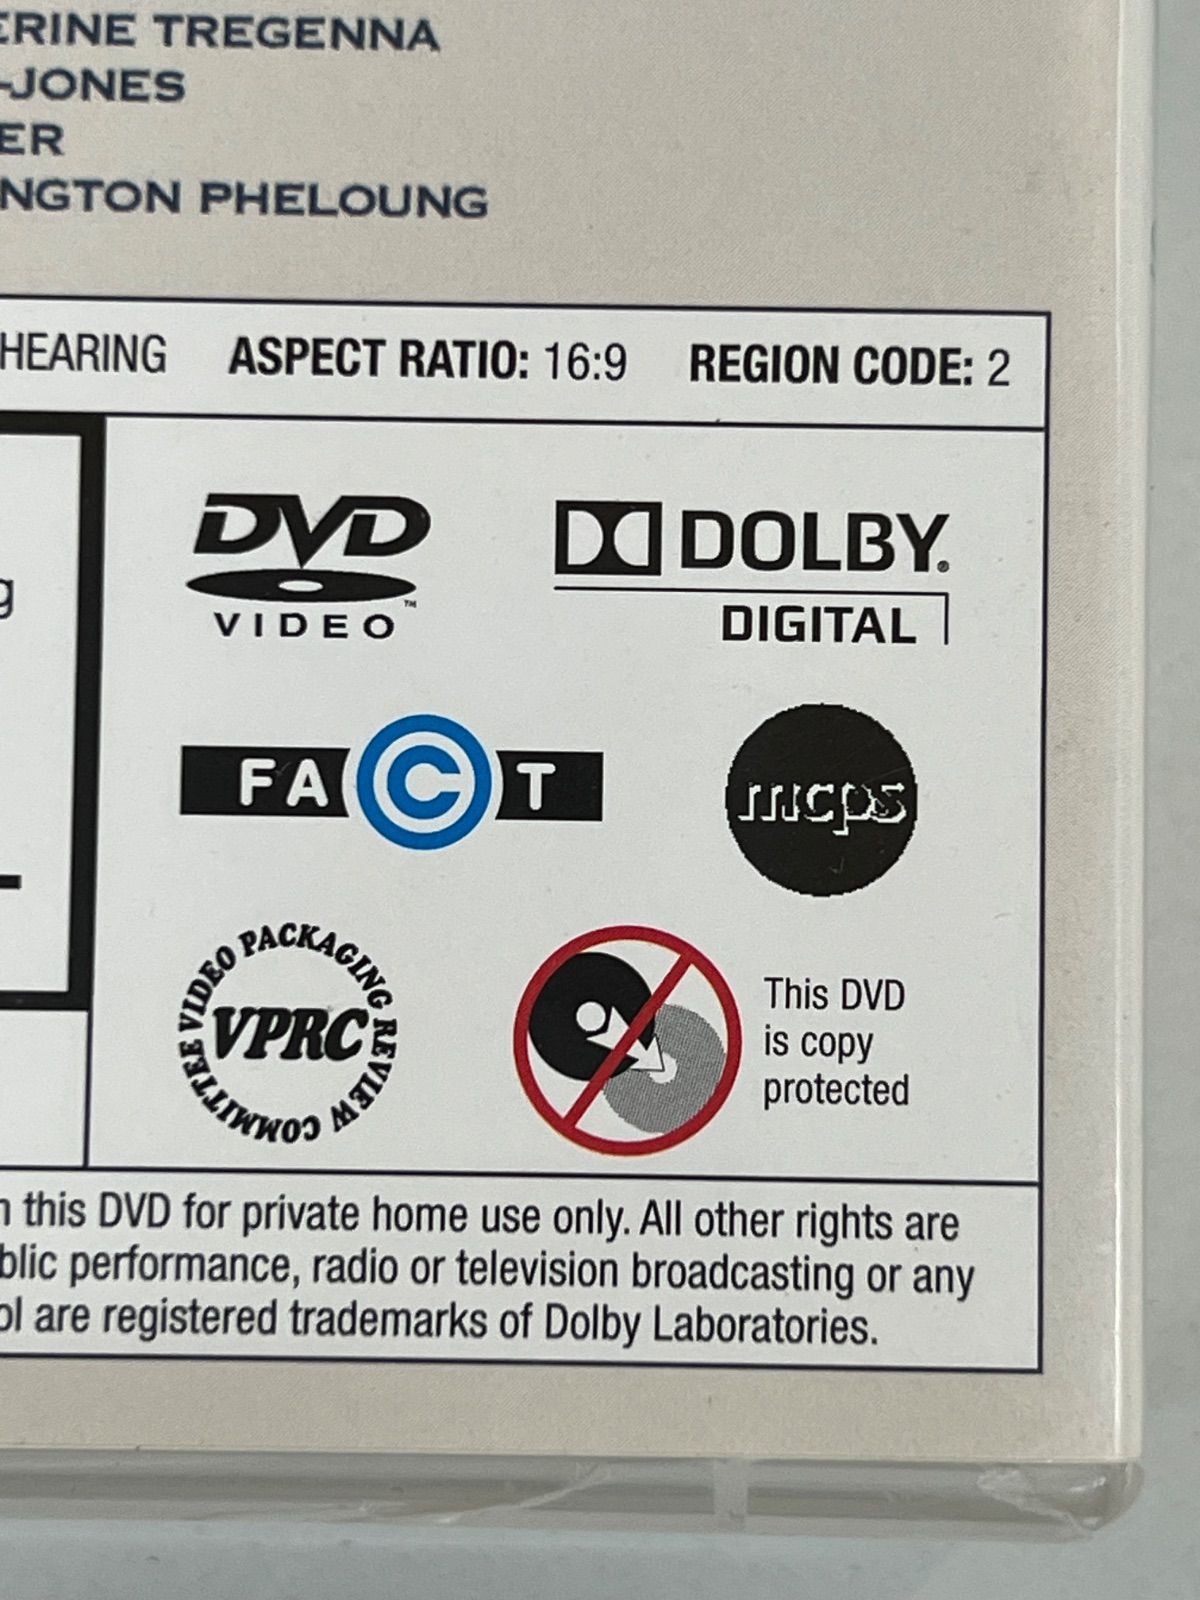 ERINE TREGENNA
-JONES
ER
NGTON PHELOUNG
HEARING ASPECT RATIO: 16:9 REGION CODE: 2
g
DVD
VIDEO™
DOLBY®
DIGITAL
FACT
mcps
VIDEO PACKAGING REVIEW COMMITTEE
VPRC
This DVD
is copy
protected
n this DVD for private home use only. All other rights are
blic performance, radio or television broadcasting or any
ol are registered trademarks of Dolby Laboratories.